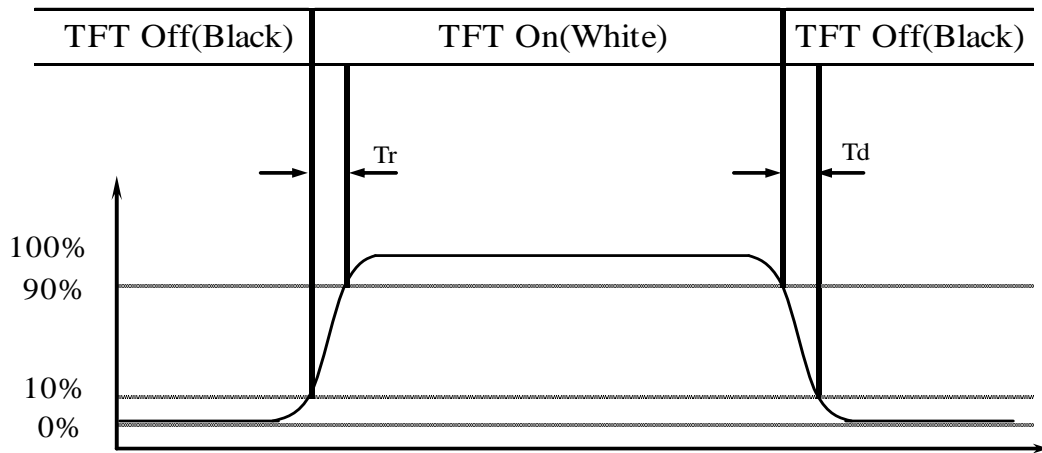 TFT Off(Black) TFT On(White) TFT Off(Black)
Tr Td
100%
90%
10%
0%